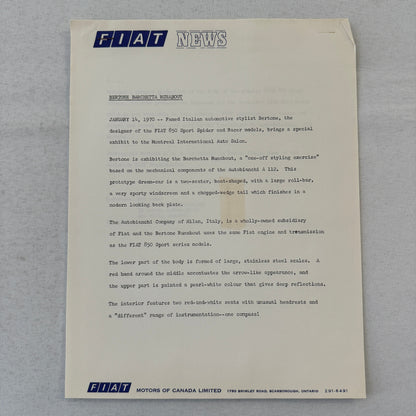 FIAT NEWS
BERTONE BARCHETTA RUNABOUT
JANUARY 14, 1970 -- Famed Italian automotive stylist Bertone, the
designer of the FIAT 850 Sport Spider and Racer models, brings a special
exhibit to the Montreal International Auto Salon.
Bertone is exhibiting the Barchetta Runabout, a "one-off styling exercise"
based on the mechanical components of the Autobianchi A 112. This
prototype dream-car is a two-seater, boat-shaped, with a large roll-bar,
a very sporty windscreen and a chopped-wedge tail which finishes in a
modern looking back plate.
The Autobianchi Company of Milan, Italy, is a wholly-owned subsidiary
of Fiat and the Bertone Runabout uses the same Fiat engine and transmission
as the FIAT 850 Sport series models.
The lower part of the body is formed of large, stainless steel scales. A
red band around the middle accentuates the arrow-like appearance, and
the upper part is painted a pearl-white colour that gives deep reflections.
The interior features two red-and-white seats with unusual headrests and
a "different" range of instrumentation--one compass!
FIAT MOTORS OF CANADA LIMITED 1785 BRIMLEY ROAD, SCARBOROUGH, ONTARIO 291-6491